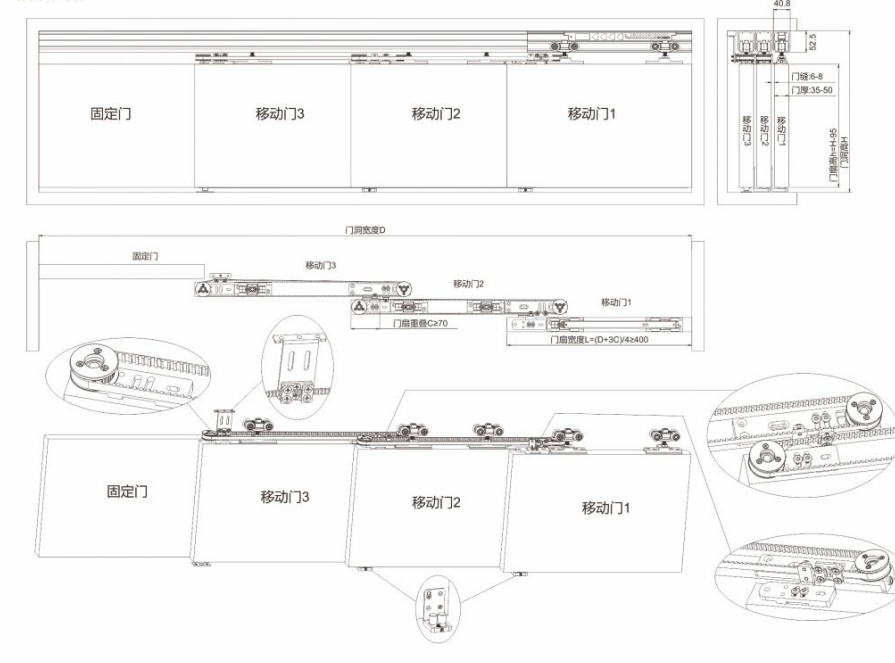 40.8
52.5
固定门
移动门3
移动门2
移动门1
门缝:6-8
门厚:35-50
移动门3
移动门2
移动门1
门扇高h=H-95
门洞高H
门洞宽度D
固定门
移动门3
移动门2
移动门1
门扇重叠C≥70
门扇宽度L=(D+3C)/4≥400
固定门
移动门3
移动门2
移动门1